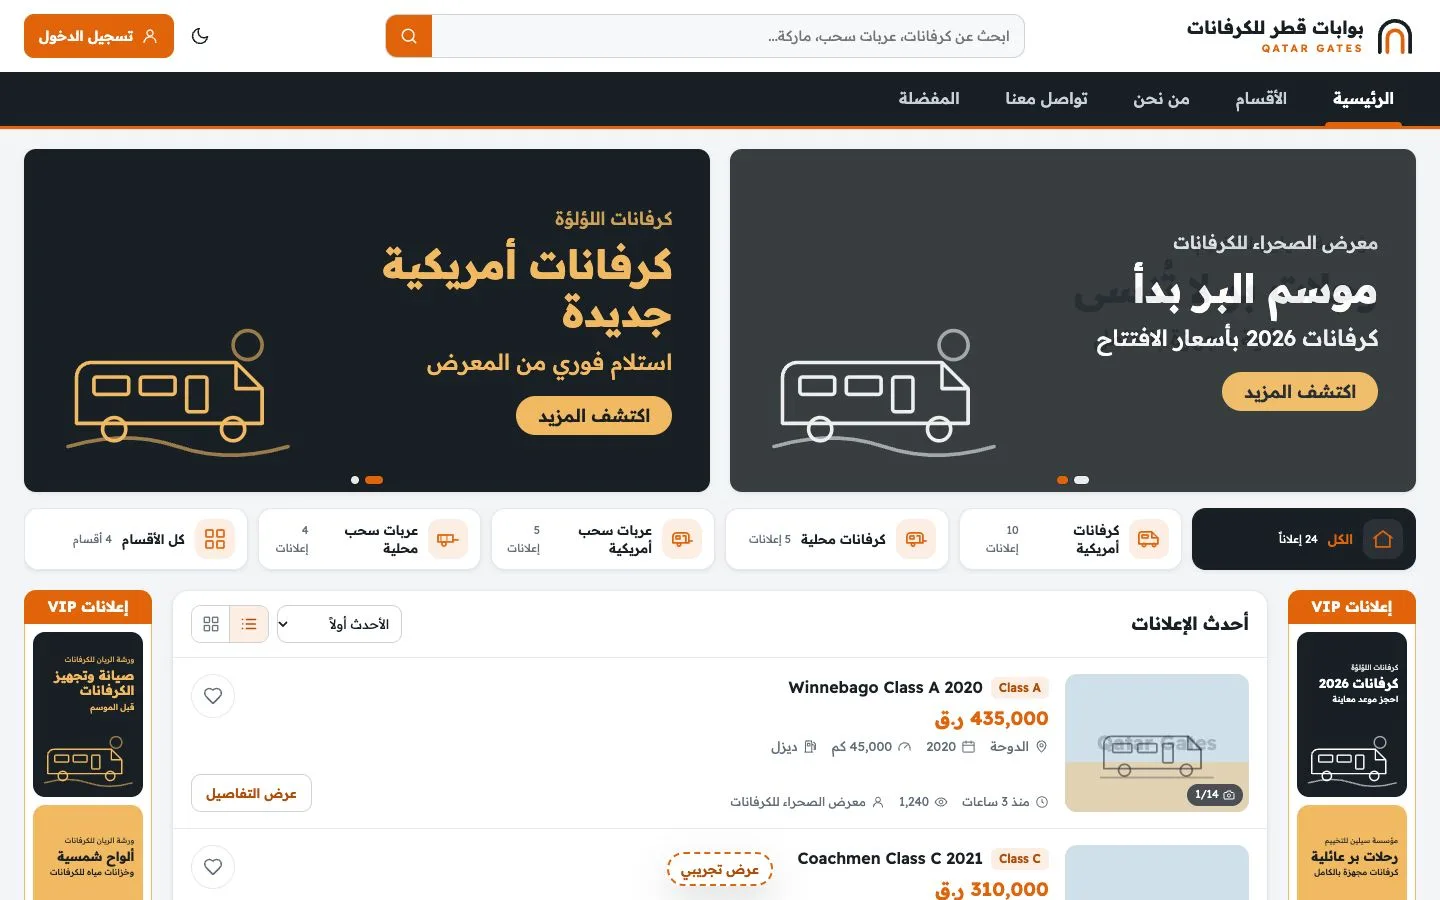 بوابات قطر للكرفانات
QATAR GATES
ابحث عن كرفانات، عربات سحب، ماركة...
تسجيل الدخول
الرئيسية
الأقسام
من نحن
تواصل معنا
المفضلة
معرض الصحراء للكرفانات
موسم البر بدأ
كرفانات 2026 بأسعار الافتتاح
اكتشف المزيد
كرفانات اللؤلؤة
كرفانات أمريكية
جديدة
استلام فوري من المعرض
اكتشف المزيد
الكل
24 إعلاناً
كرفانات
أمريكية
10
إعلانات
كرفانات محلية
5 إعلانات
عربات سحب
أمريكية
5
إعلانات
عربات سحب
محلية
4
إعلانات
كل الأقسام
4 أقسام
إعلانات VIP
كرفانات اللؤلؤة
كرفانات 2026
احجز موعد معاينة
مؤسسة سيلين للتخييم
رحلات بر عائلية
كرفانات مجهزة بالكامل
أحدث الإعلانات
الأحدث أولاً
Class A
Winnebago Class A 2020
435,000 ر.ق
الدوحة
2020
45,000 كم
ديزل
منذ 3 ساعات
1,240
معرض الصحراء للكرفانات
عرض التفاصيل
Qatar Gates
1/14
Class C
Coachmen Class C 2021
310,000 ر.ق
عرض تجريبي
إعلانات VIP
ورشة الريان للكرفانات
صيانة وتجهيز
الكرفانات
قبل الموسم
ورشة الريان للكرفانات
ألواح شمسية
وخزانات مياه للكرفانات